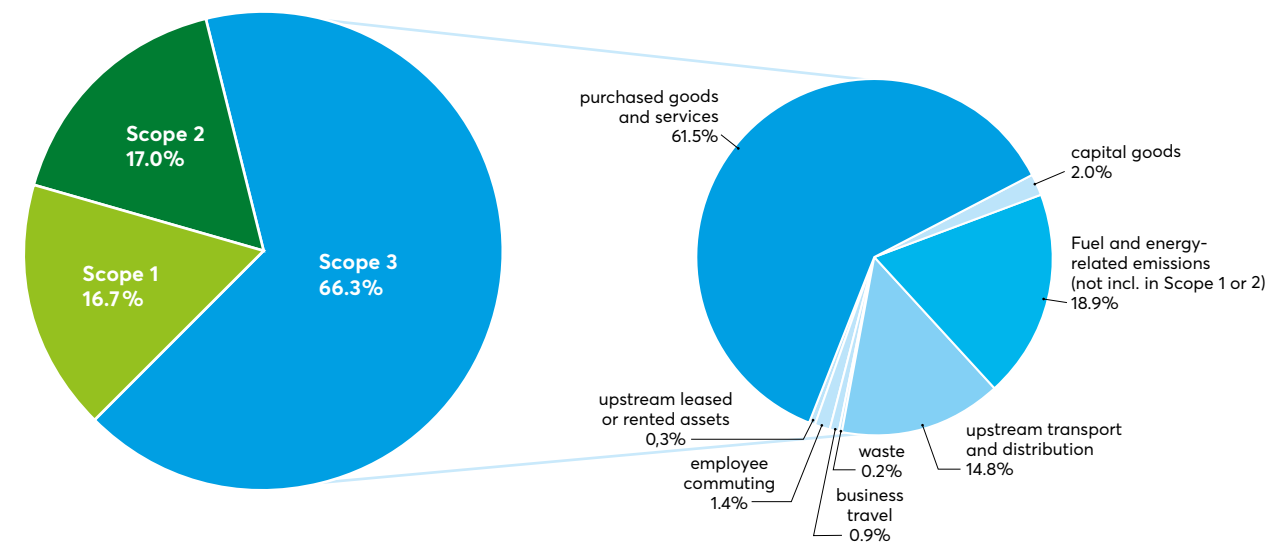 Scope 2
17.0%
Scope 1
16.7%
Scope 3
66.3%
purchased goods
and services
61.5%
capital goods
2.0%
Fuel and energy-
related emissions
(not incl. in Scope 1 or 2)
18.9%
upstream transport
and distribution
14.8%
waste
0.2%
business
travel
0.9%
employee
commuting
1.4%
upstream leased
or rented assets
0,3%